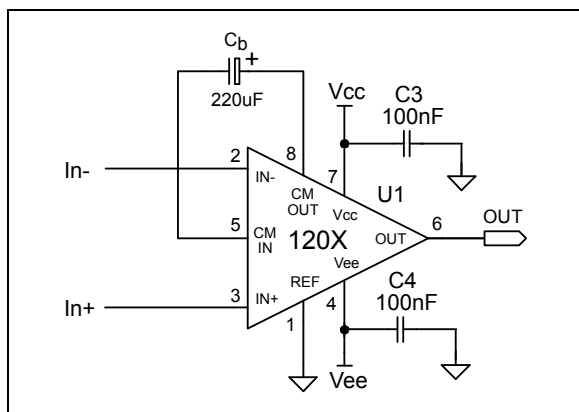 Cb
+
220uF
Vcc
C3
100nF
In-
2
IN-
8
CM
OUT
7
Vcc
U1
5
CM
IN
120X
OUT
6
OUT
In+
3
IN+
REF
1
Vee
4
C4
100nF
Vee